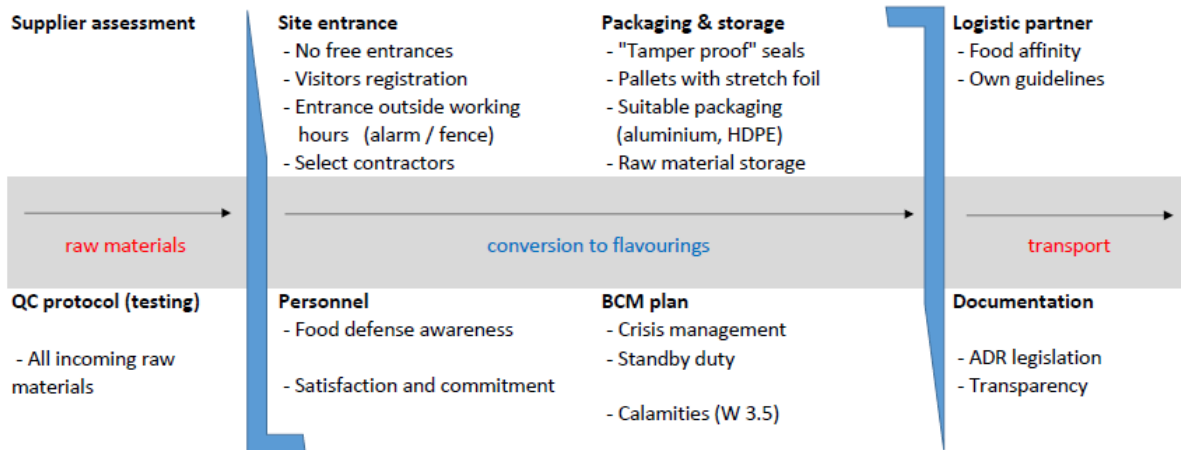 Supplier assessment
Site entrance
- No free entrances
- Visitors registration
- Entrance outside working
hours (alarm / fence)
- Select contractors
Packaging & storage
- "Tamper proof" seals
- Pallets with stretch foil
- Suitable packaging
(aluminium, HDPE)
- Raw material storage
Logistic partner
- Food affinity
- Own guidelines
raw materials
conversion to flavourings
transport
QC protocol (testing)
- All incoming raw
materials
Personnel
- Food defense awareness
- Satisfaction and commitment
BCM plan
- Crisis management
- Standby duty
- Calamities (W 3.5)
Documentation
- ADR legislation
- Transparency